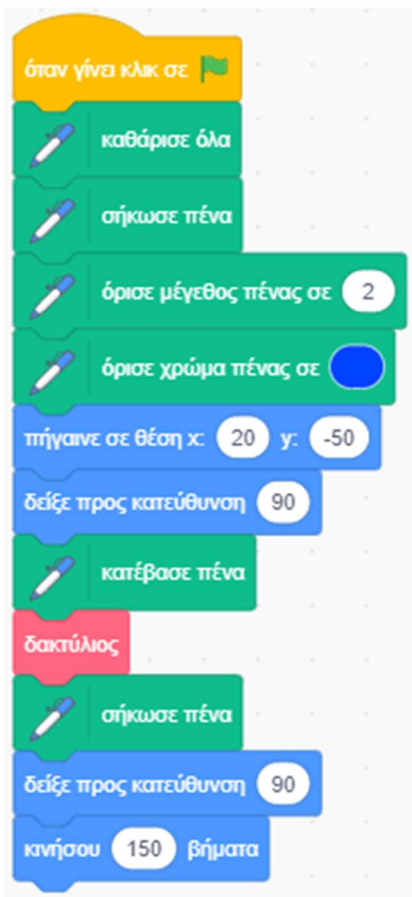 όταν γίνει κλικ σε
καθάρισε όλα
σήκωσε πένα
όρισε μέγεθος πένας σε 2
όρισε χρώμα πένας σε
πήγαινε σε θέση x: 20 y: -50
δείξε προς κατεύθυνση 90
κατέβασε πένα
δακτύλιος
σήκωσε πένα
δείξε προς κατεύθυνση 90
κινήσου 150 βήματα